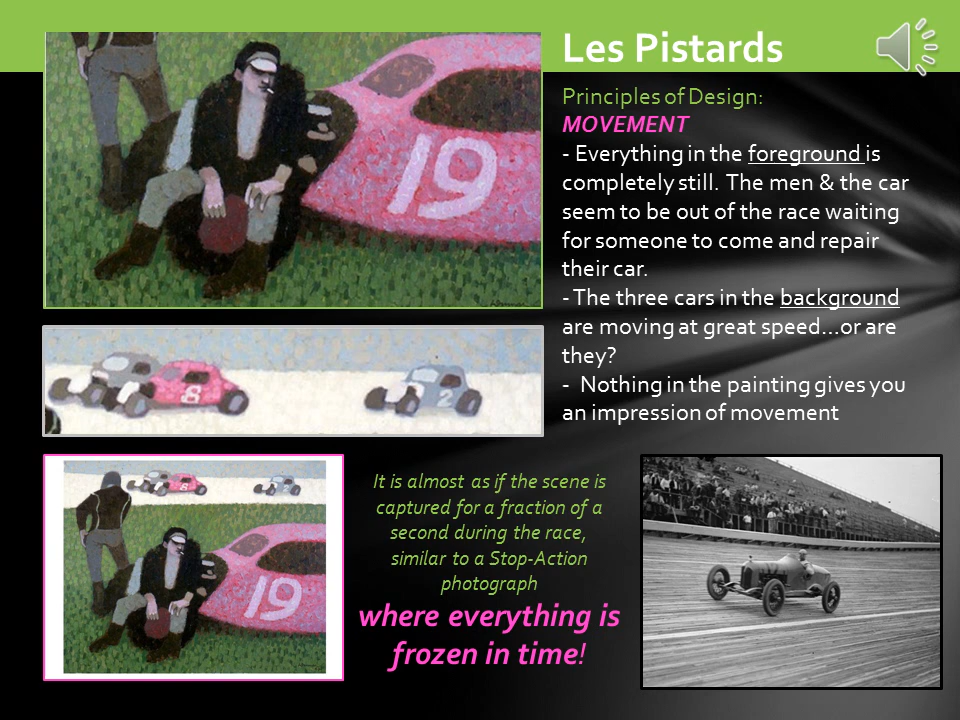 Les Pistards
Principles of Design:
MOVEMENT
- Everything in the foreground is
completely still. The men & the car
seem to be out of the race waiting
for someone to come and repair
their car.
- The three cars in the background
are moving at great speed...or are
they?
- Nothing in the painting gives you
an impression of movement
19
8
2
8
2
19
It is almost as if the scene is
captured for a fraction of a
second during the race,
similar to a Stop-Action
photograph
where everything is
frozen in time!